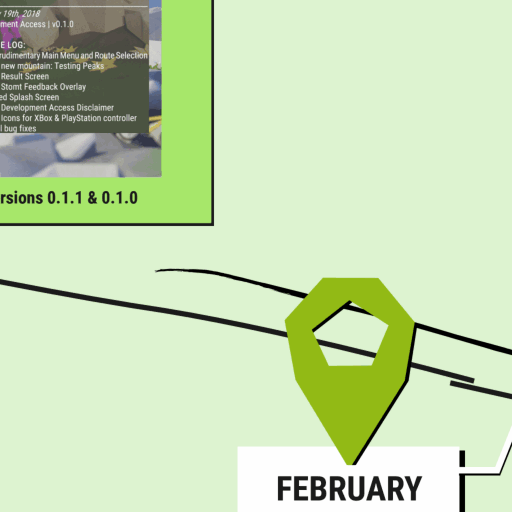 19th, 2018
ment Access | v0.1.0
E LOG:
rudimentary Main Menu and Route Selection
new mountain: Testing Peaks
Result Screen
Stomt Feedback Overlay
ed Splash Screen
Development Access Disclaimer
Icons for XBox & PlayStation controller
l bug fixes
rsions 0.1.1 & 0.1.0
FEBRUARY